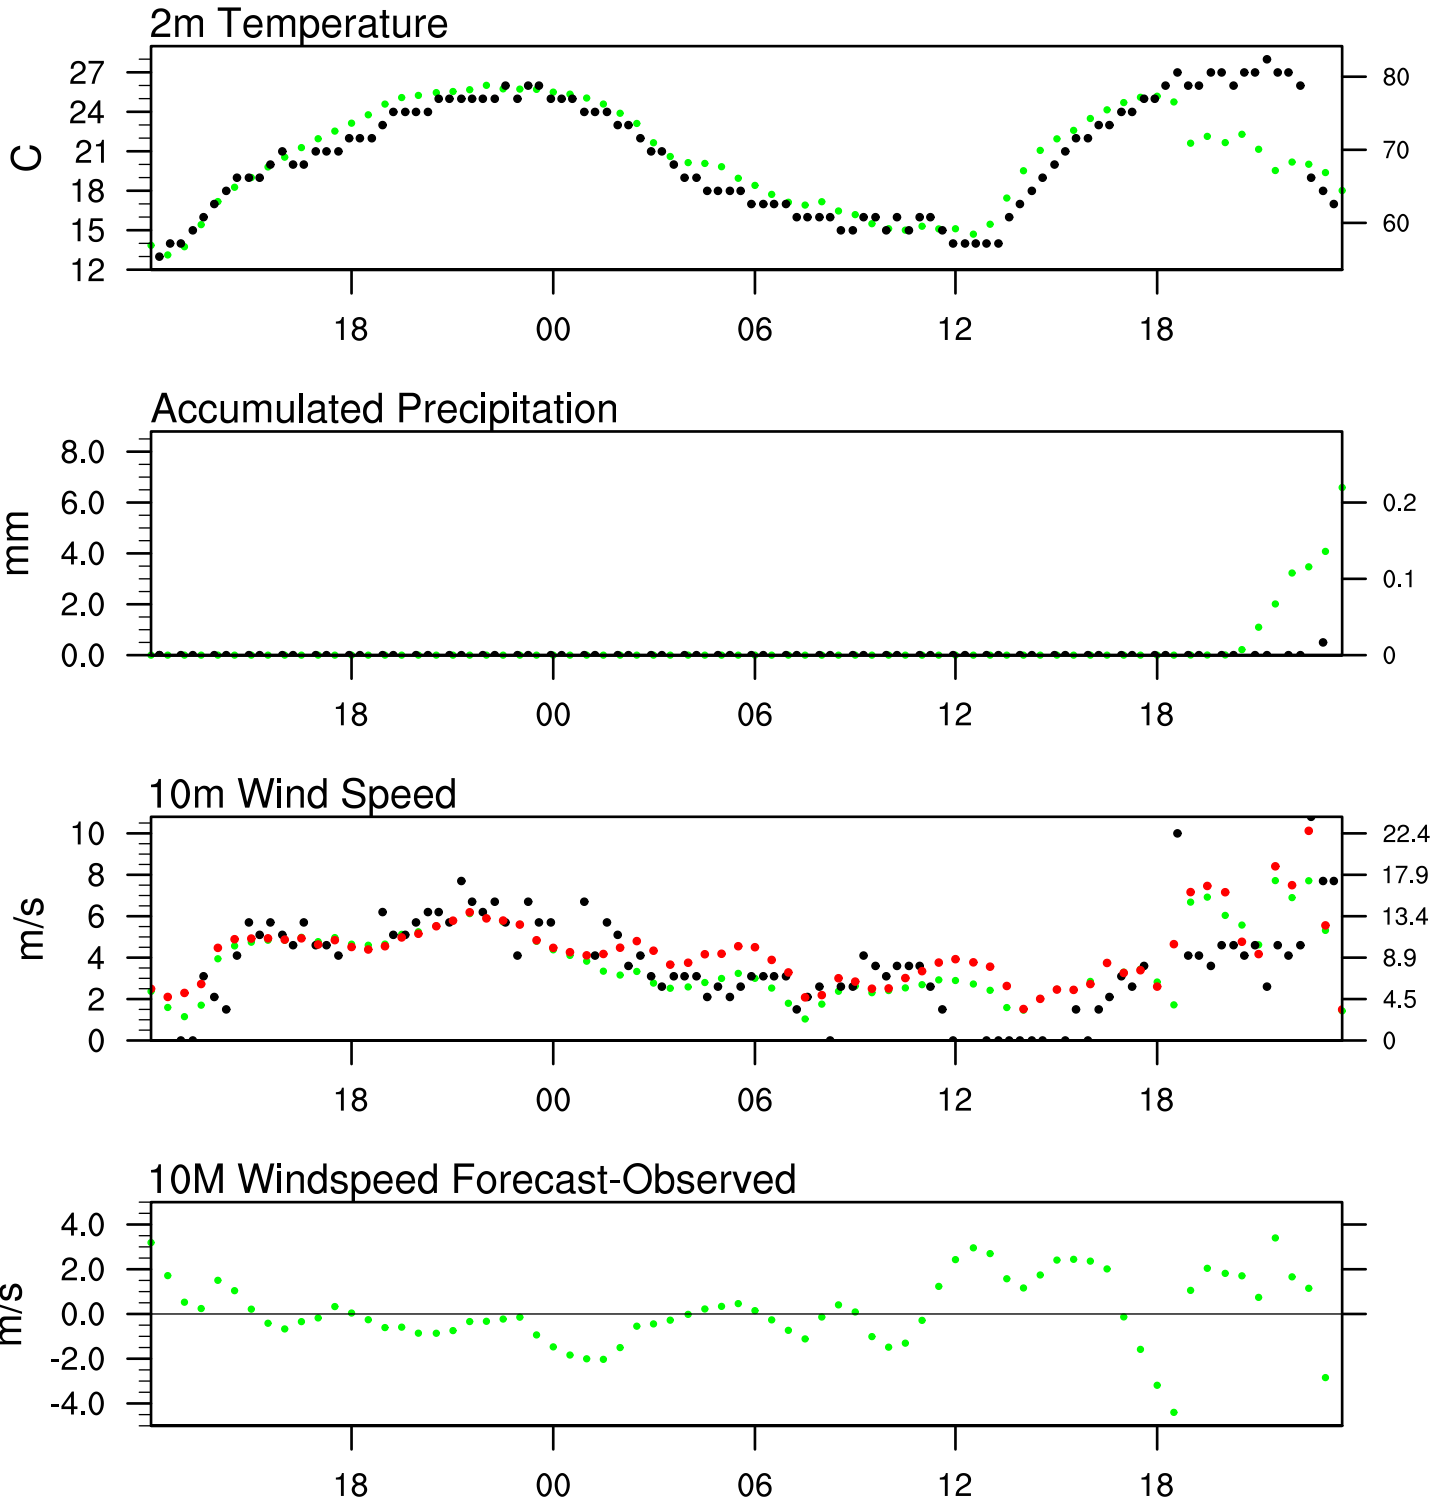 2m Temperature
27
24
21
18
15
12
C
80
70
60
18 00 06 12 18
Accumulated Precipitation
8.0
6.0
4.0
2.0
0.0
mm
0.2
0.1
0
18 00 06 12 18
10m Wind Speed
10
8
6
4
2
0
m/s
22.4
17.9
13.4
8.9
4.5
0
18 00 06 12 18
10M Windspeed Forecast-Observed
4.0
2.0
0.0
-2.0
-4.0
m/s
18 00 06 12 18